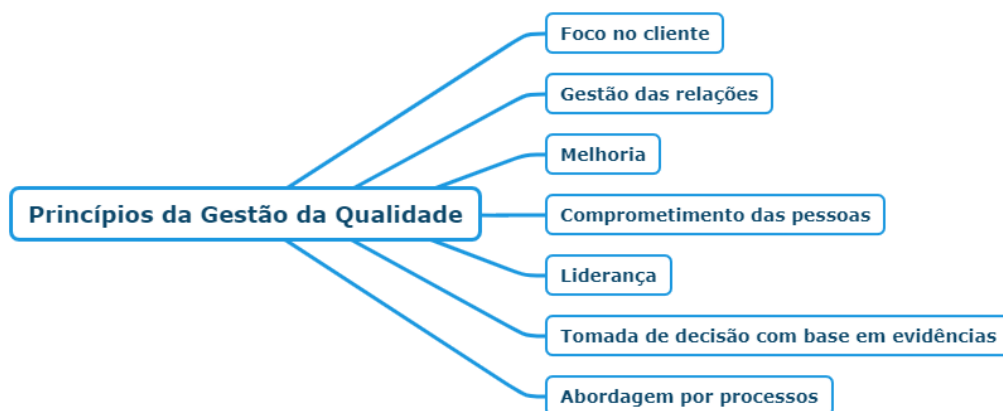 Princípios da Gestão da Qualidade
Foco no cliente
Gestão das relações
Melhoria
Comprometimento das pessoas
Liderança
Tomada de decisão com base em evidências
Abordagem por processos